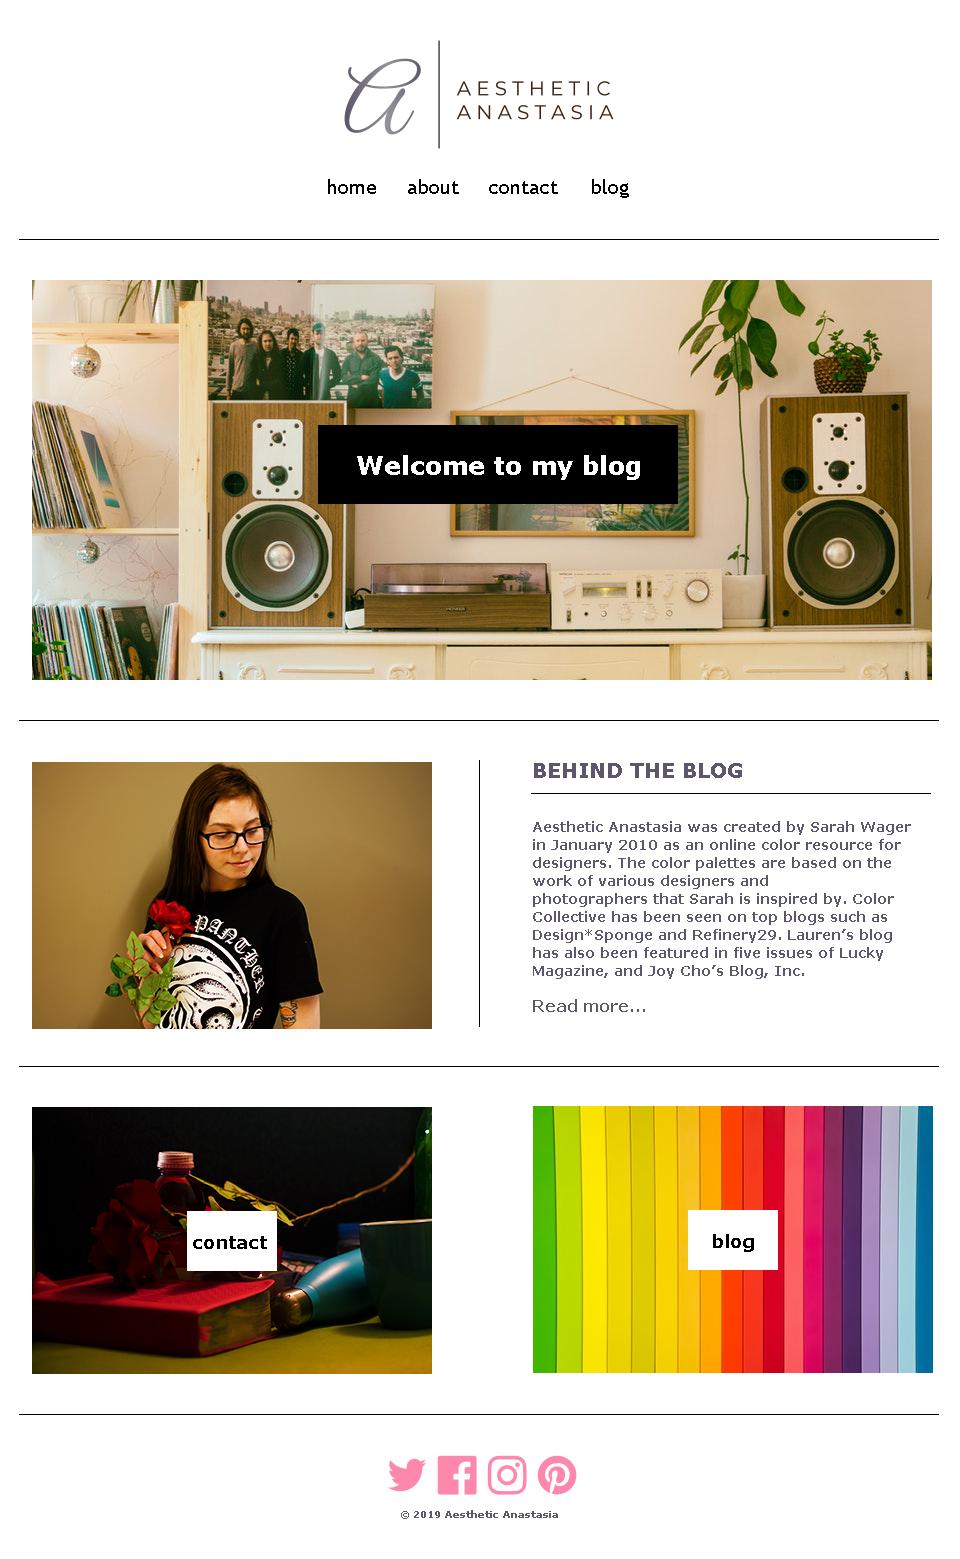 a
AESTHETIC
ANASTASIA
home about contact blog
Welcome to my blog
BEHIND THE BLOG
Aesthetic Anastasia was created by Sarah Wager
in January 2010 as an online color resource for
designers. The color palettes are based on the
work of various designers and
photographers that Sarah is inspired by. Color
Collective has been seen on top blogs such as
Design*Sponge and Refinery29. Lauren’s blog
has also been featured in five issues of Lucky
Magazine, and Joy Cho’s Blog, Inc.
Read more...
PANTHER
contact
blog
© 2019 Aesthetic Anastasia